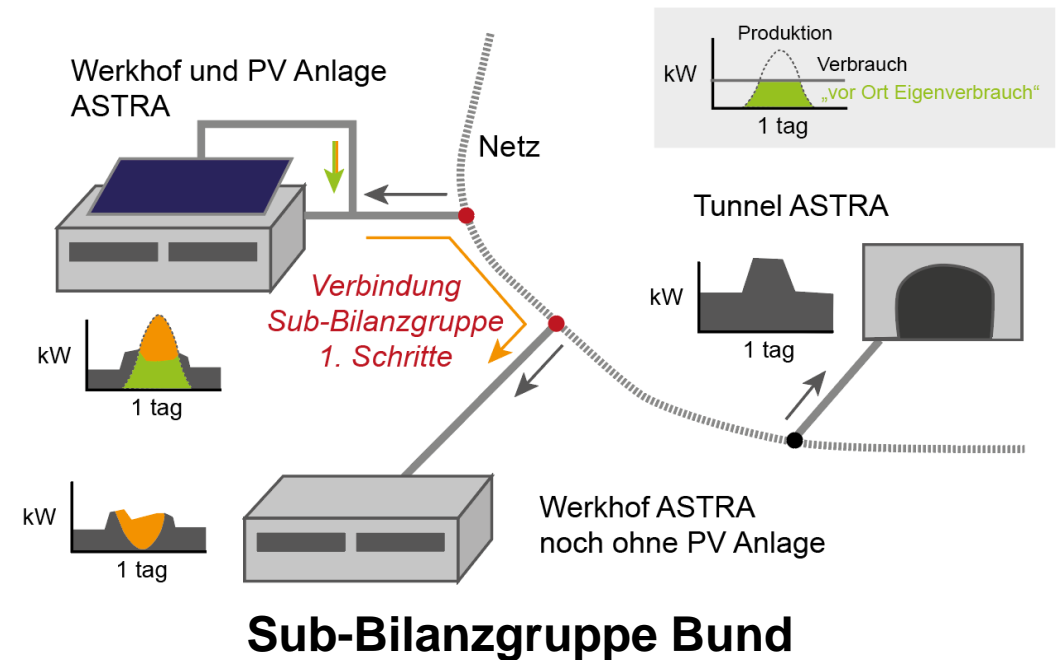 Werkhof und PV Anlage
ASTRA
Netz
Produktion
kW
Verbrauch
„vor Ort Eigenverbrauch“
1 tag
Tunnel ASTRA
kW
1 tag
Verbindung
Sub-Bilanzgruppe
1. Schritte
kW
1 tag
kW
1 tag
Werkhof ASTRA
noch ohne PV Anlage
Sub-Bilanzgruppe Bund